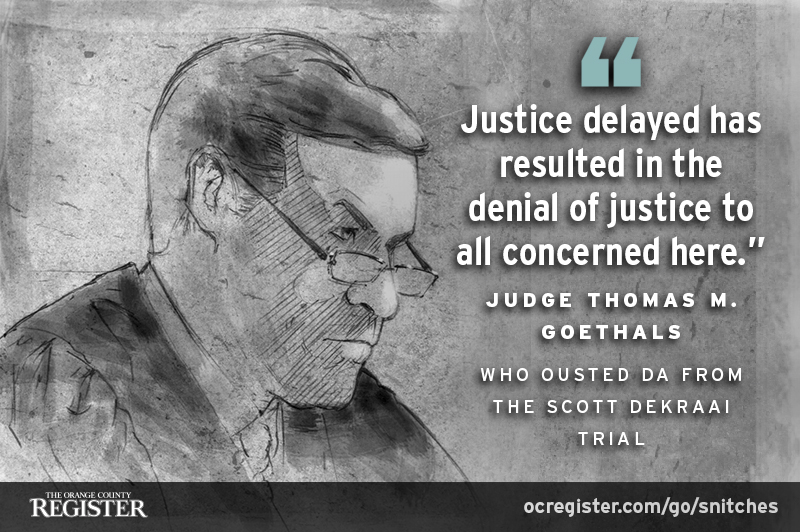 “
Justice delayed has
resulted in the
denial of justice to
all concerned here.”
JUDGE THOMAS M.
GOETHALS
WHO OUSTED DA FROM
THE SCOTT DEKRAAI
TRIAL
THE ORANGE COUNTY
REGISTER
ocregister.com/go/snitches